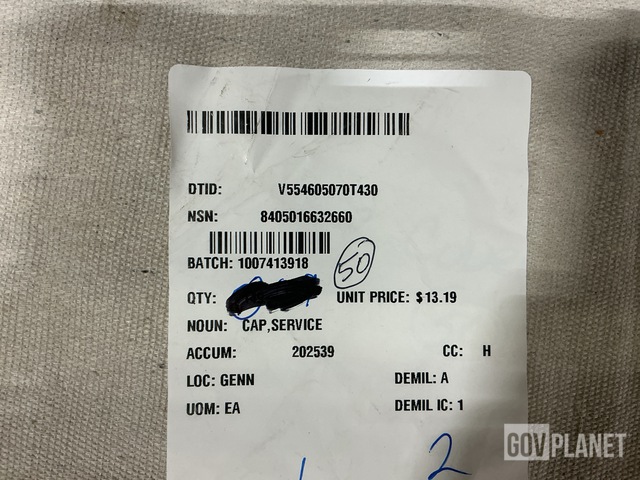 DTID: V554605070T430
NSN: 8405016632660
BATCH: 1007413918
50
QTY: UNIT PRICE: $13.19
NOUN: CAP,SERVICE
ACCUM: 202539 CC: H
LOC: GENN DEMIL: A
UOM: EA DEMIL IC: 1
2
GOVPLANET